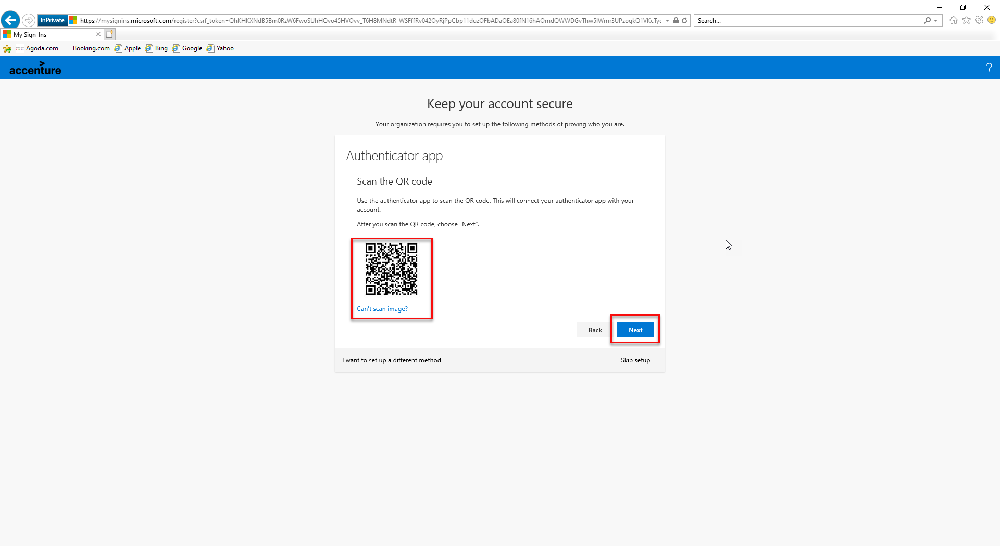 InPrivate
https://mysignins.microsoft.com/register?csrf_token=QhKHKXNdB5Bm0RzW6FwoSUhHQvo45HVOvv_T6H8MNdtR-WSFffRv042OyRjPpCbp11duzOFbADaOEa80fN16hAOmdQWWDGvThw5IWmr3UPzoqkQ1VKcTyc
Search...
My Sign-Ins
Agoda.com Booking.com Apple Bing Google Yahoo
accenture
?
Keep your account secure
Your organization requires you to set up the following methods of proving who you are.
Authenticator app
Scan the QR code
Use the authenticator app to scan the QR code. This will connect your authenticator app with your
account.
After you scan the QR code, choose "Next".
Can't scan image?
Back Next
I want to set up a different method Skip setup